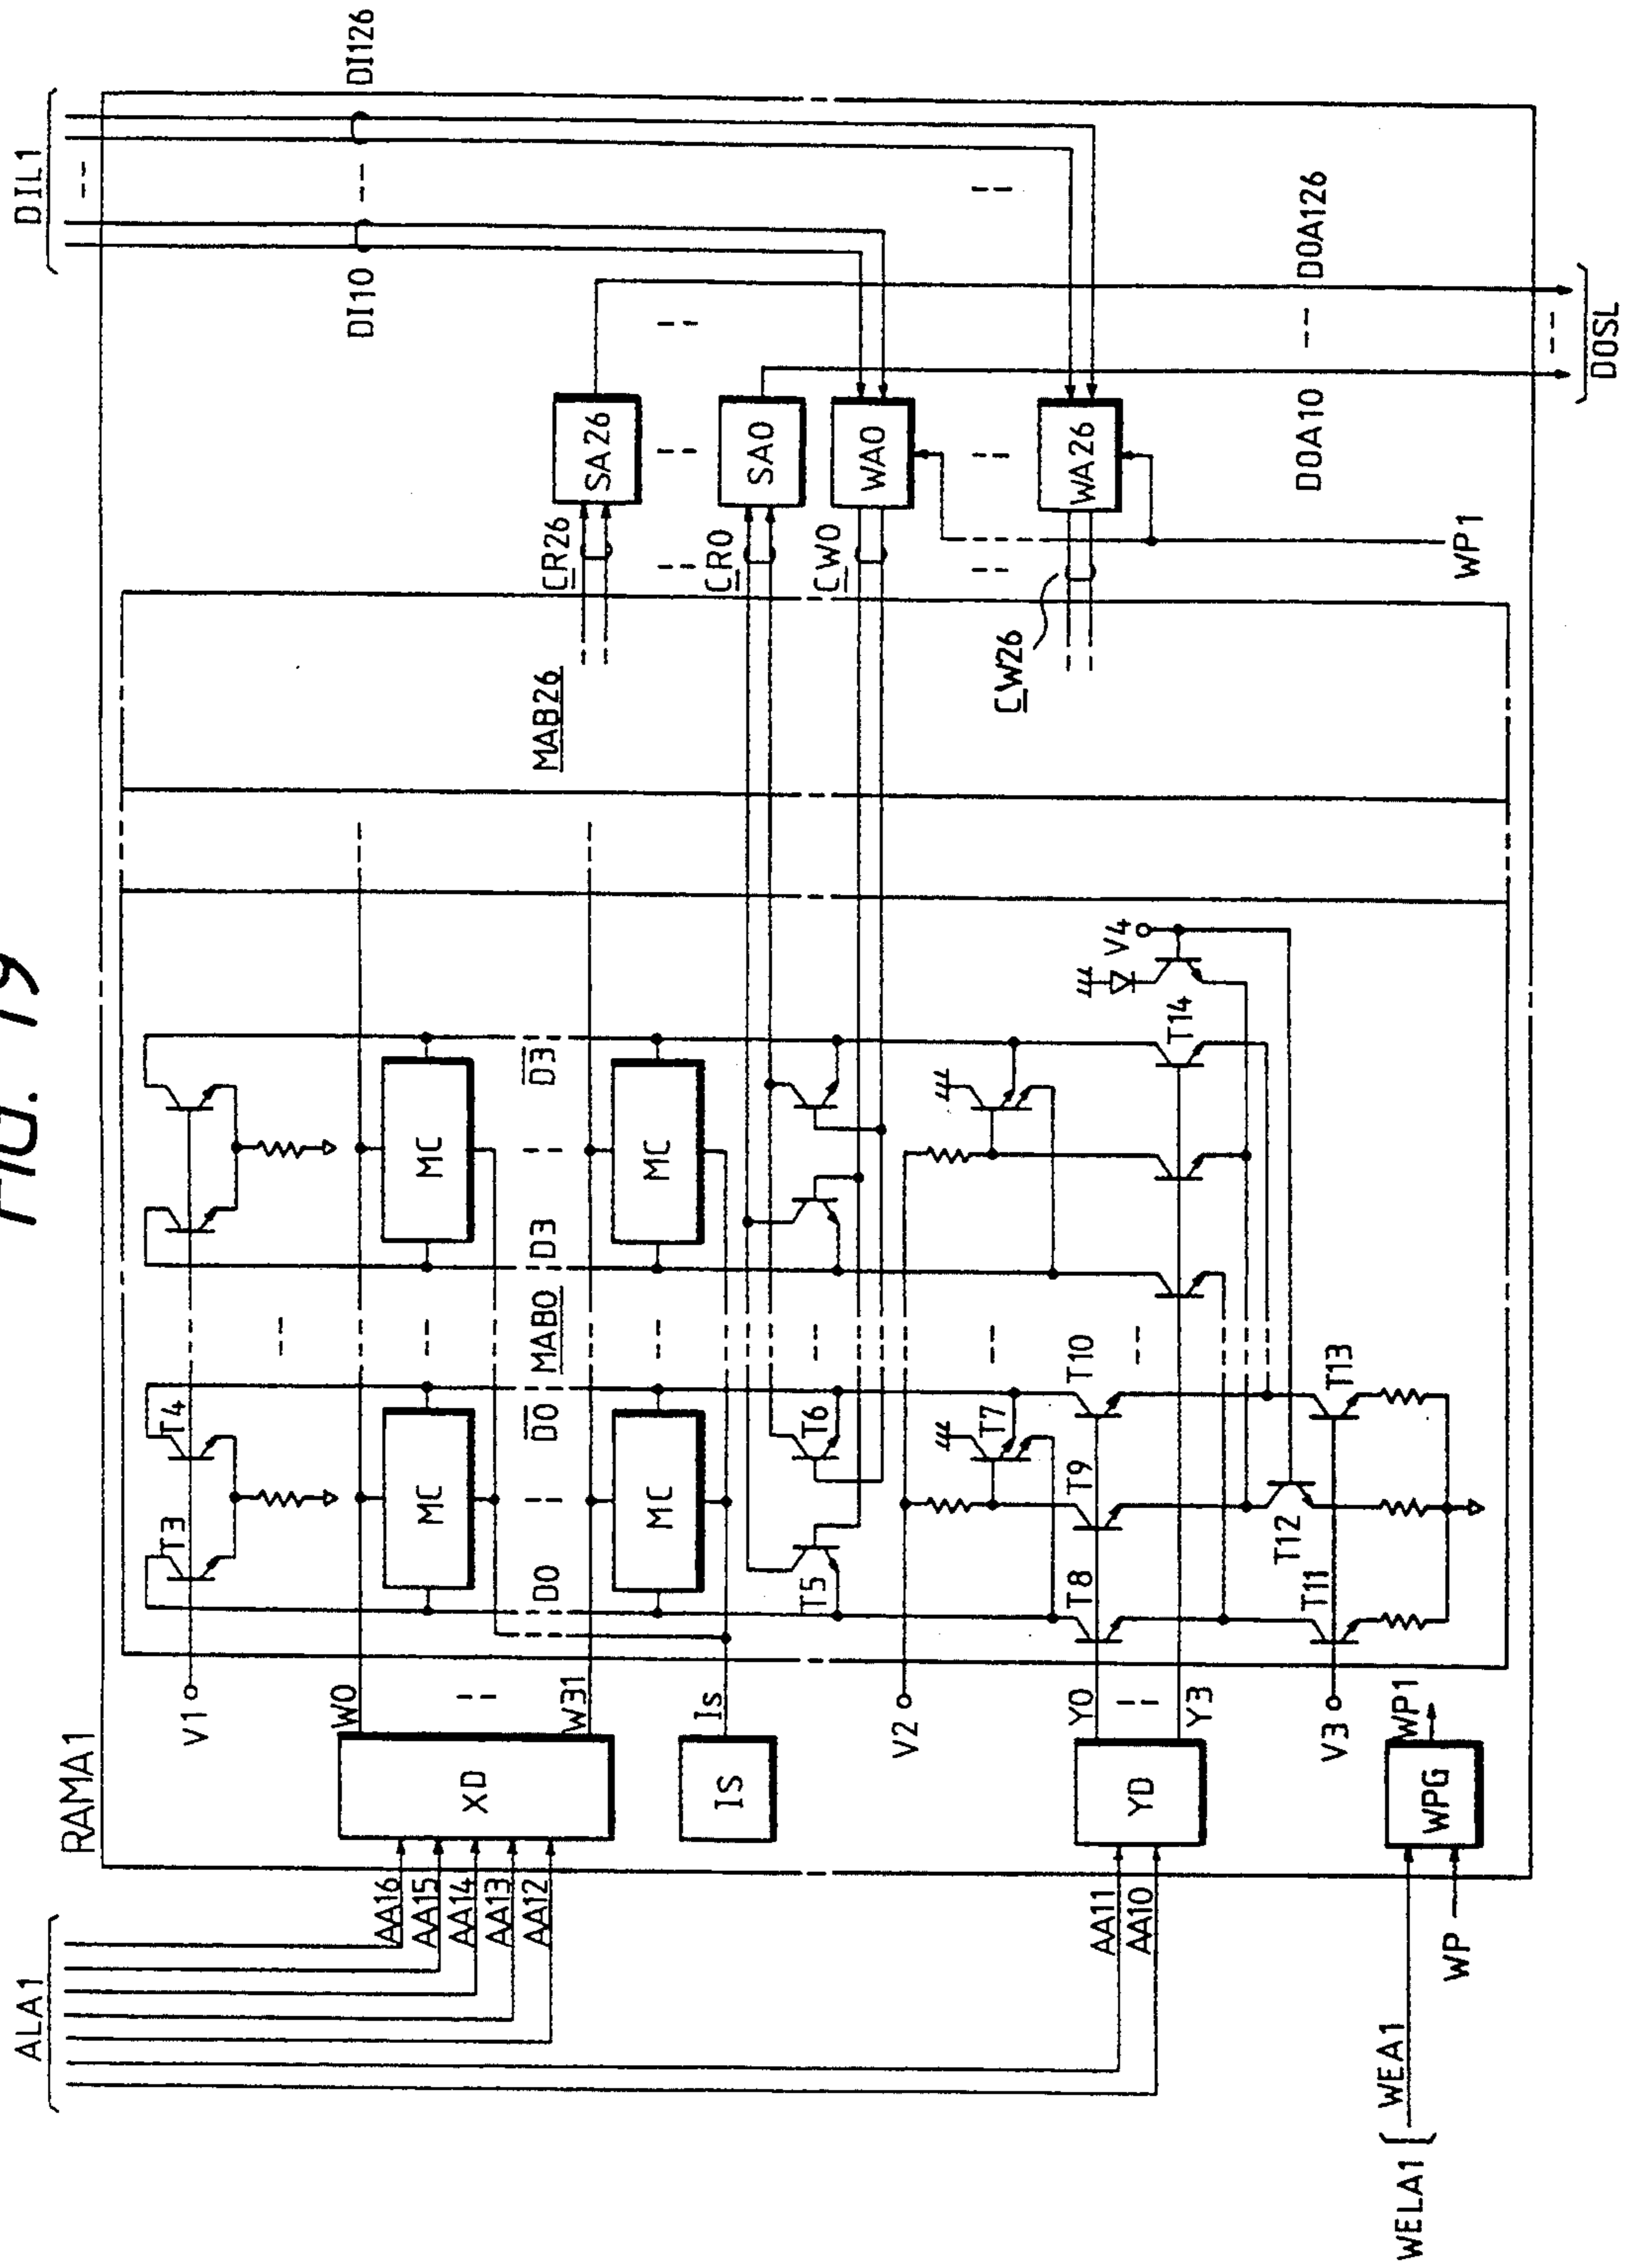 FIG. 19
RAMA1
ALA1
AA16
AA15
AA14
AA13
AA12
AA11
AA10
WELA1
WEA1
WP
XD
IS
YD
WPG
WP1
V1
W0
W31
Is
V2
Y0
Y3
V3
T3
T4
MC
MC
D0
D̅0̅
MC
MC
MAB0
D3
D̅3̅
T5
T6
T7
T8
T9
T10
T11
T12
T13
T14
V4
MAB26
CR26
CR0
CW0
CW26
SA26
SA0
WA0
WA26
WP1
DIL1
DI10 -- DI126
DOA10 -- DOA126
DOSL